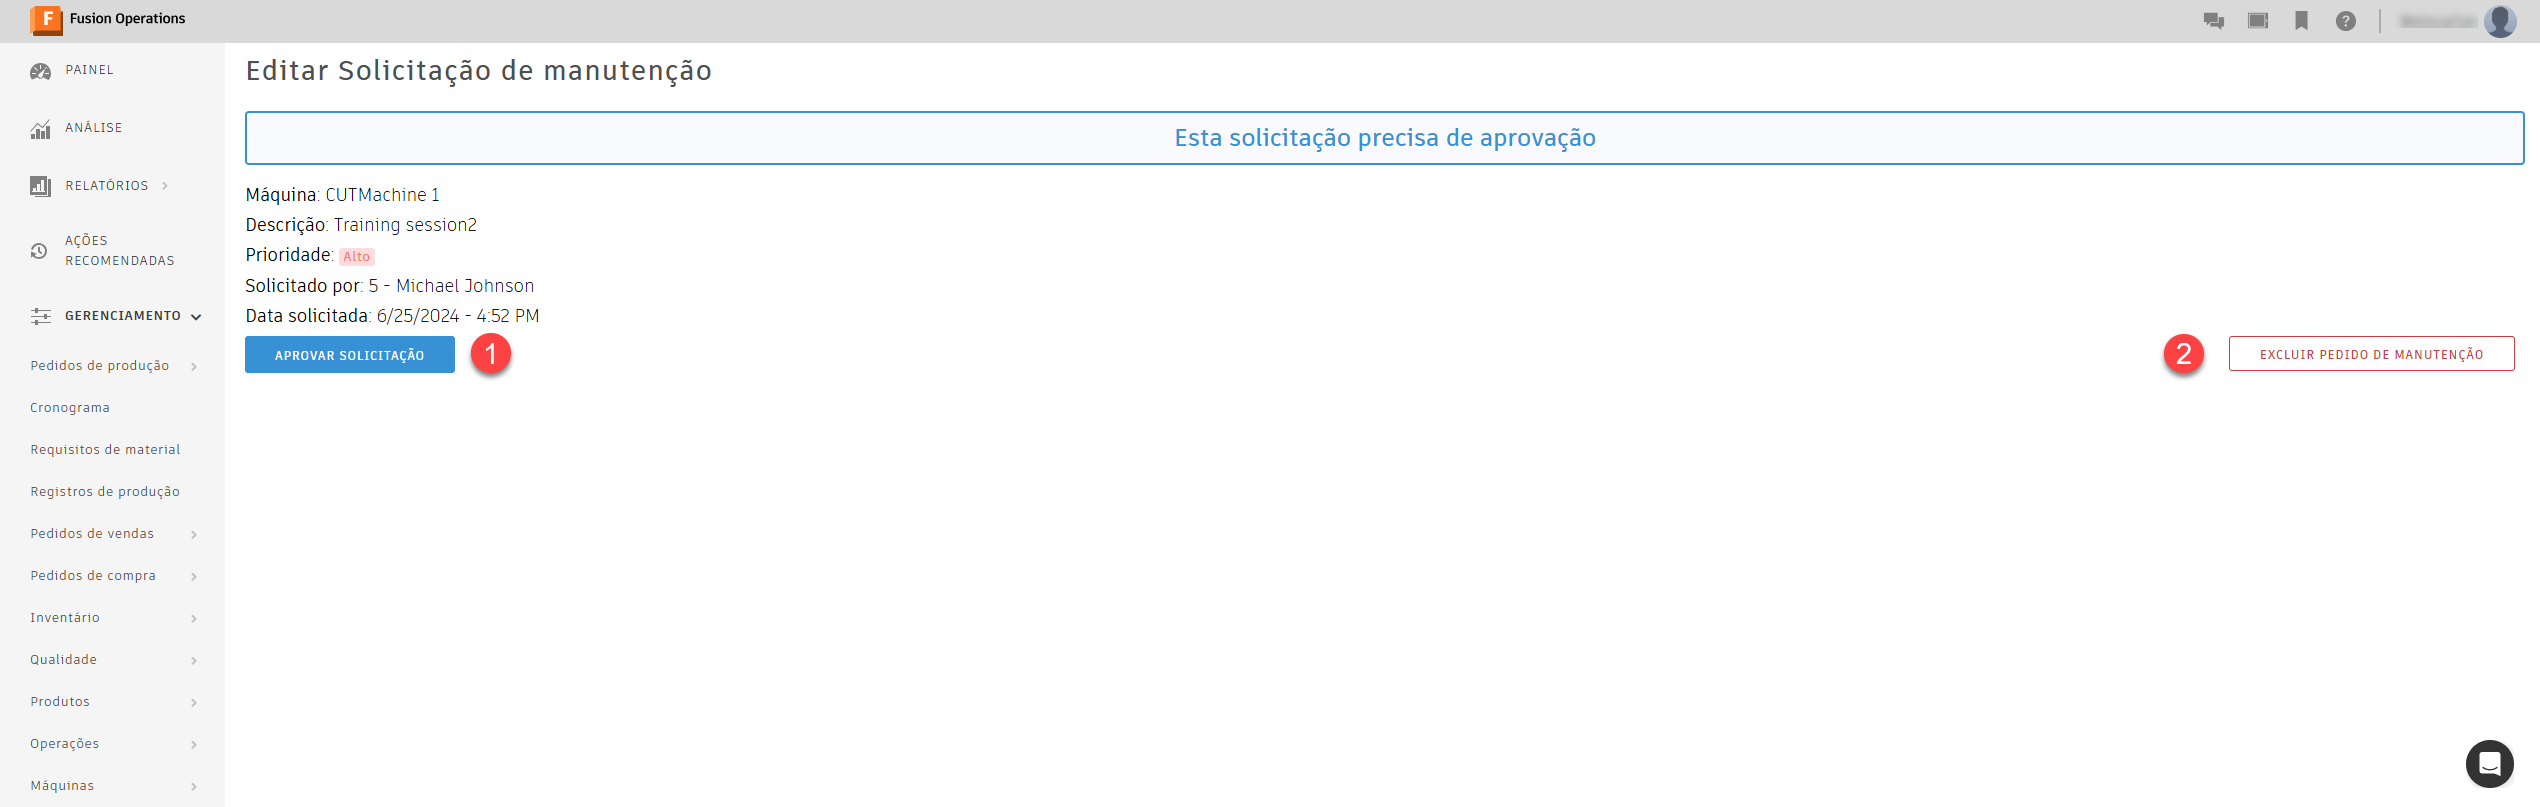 Fusion Operations
PAINEL
ANÁLISE
RELATÓRIOS
AÇÕES
RECOMENDADAS
GERENCIAMENTO
Pedidos de produção
Cronograma
Requisitos de material
Registros de produção
Pedidos de vendas
Pedidos de compra
Inventário
Qualidade
Produtos
Operações
Máquinas
Editar Solicitação de manutenção
Esta solicitação precisa de aprovação
Máquina: CUTMachine 1
Descrição: Training session2
Prioridade: Alto
Solicitado por: 5 - Michael Johnson
Data solicitada: 6/25/2024 - 4:52 PM
APROVAR SOLICITAÇÃO 1
2 EXCLUIR PEDIDO DE MANUTENÇÃO